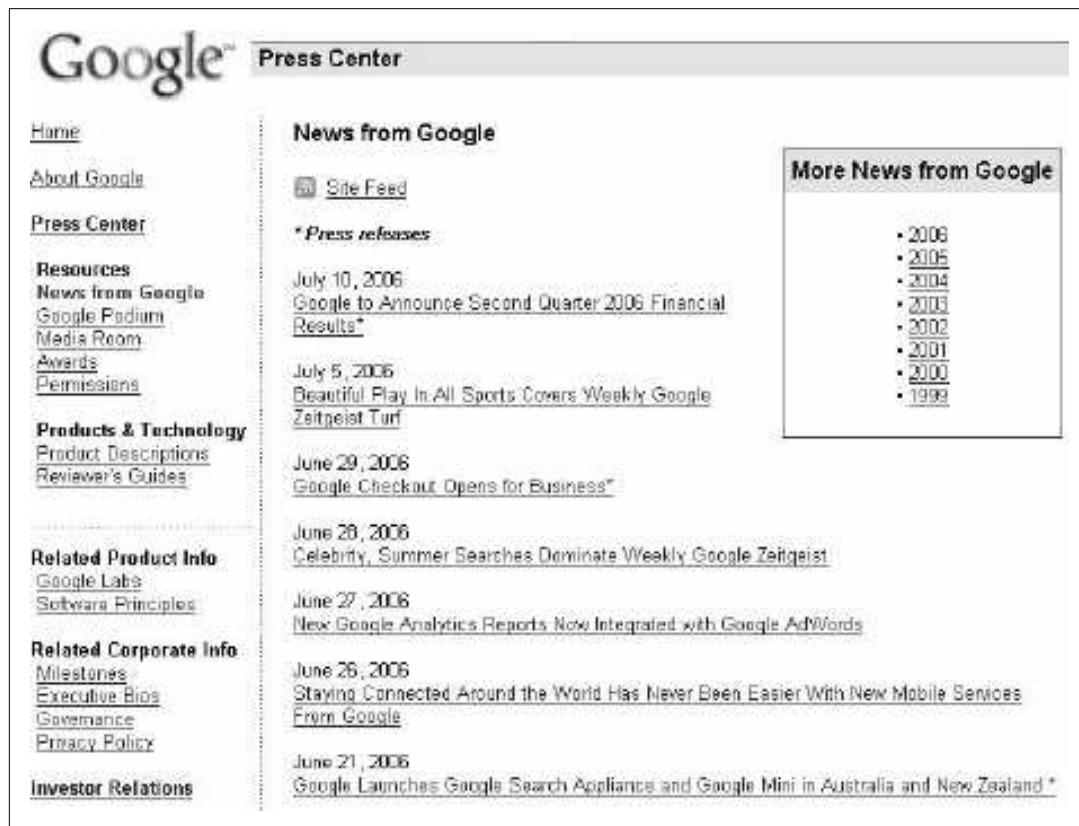 Google™
Press Center
Home
About Google
Press Center
Resources
News from Google
Google Podium
Media Room
Awards
Permissions
Products & Technology
Product Descriptions
Reviewer's Guides
Related Product Info
Google Labs
Software Principles
Related Corporate Info
Milestones
Executive Bios
Governance
Privacy Policy
Investor Relations
News from Google
Site Feed
* Press releases
July 10, 2006
Google to Announce Second Quarter 2006 Financial
Results*
July 5, 2006
Beautiful Play In All Sports Covers Weekly Google
Zeitgeist Turf
June 29, 2006
Google Checkout Opens for Business*
June 28, 2006
Celebrity, Summer Searches Dominate Weekly Google Zeitgeist
June 27, 2006
New Google Analytics Reports Now Integrated with Google AdWords
June 26, 2006
Staying Connected Around the World Has Never Been Easier With New Mobile Services
From Google
June 21, 2006
Google Launches Google Search Appliance and Google Mini in Australia and New Zealand *
More News from Google
• 2006
• 2005
• 2004
• 2003
• 2002
• 2001
• 2000
• 1999